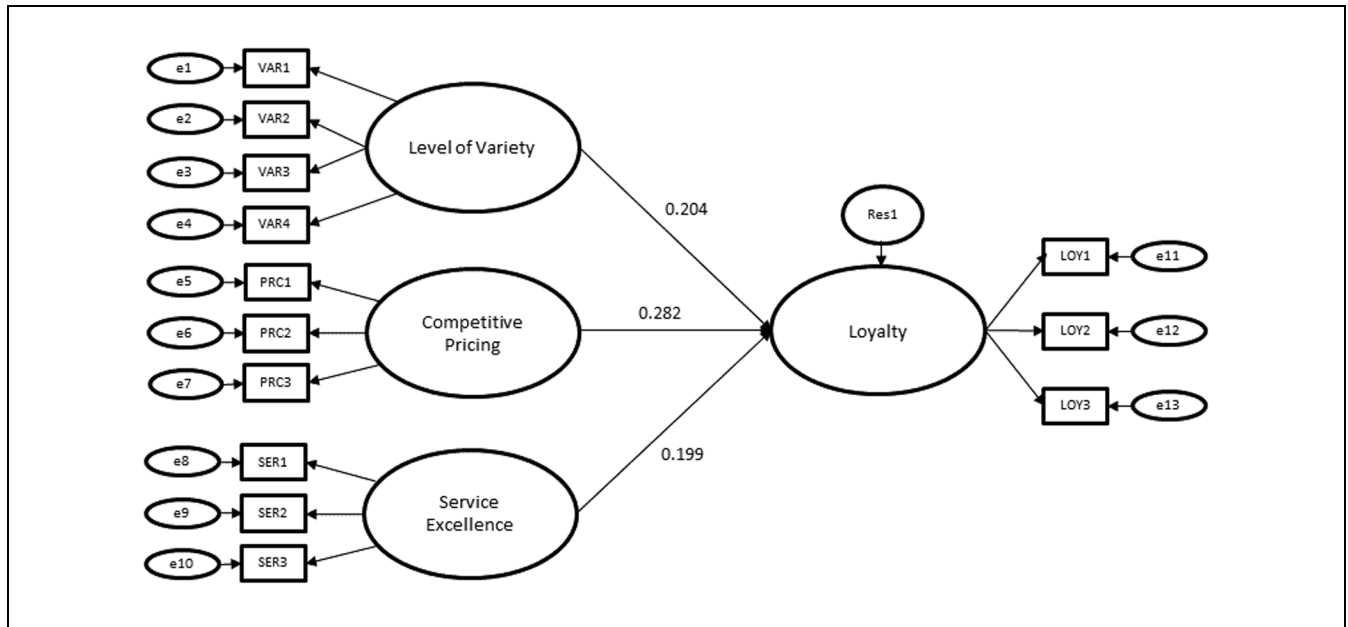 e1
VAR1
e2
VAR2
Level of Variety
e3
VAR3
e4
VAR4
0.204
Res1
e5
PRC1
e6
PRC2
Competitive
Pricing
e7
PRC3
0.282
Loyalty
LOY1
e11
LOY2
e12
LOY3
e13
e8
SER1
e9
SER2
Service
Excellence
e10
SER3
0.199